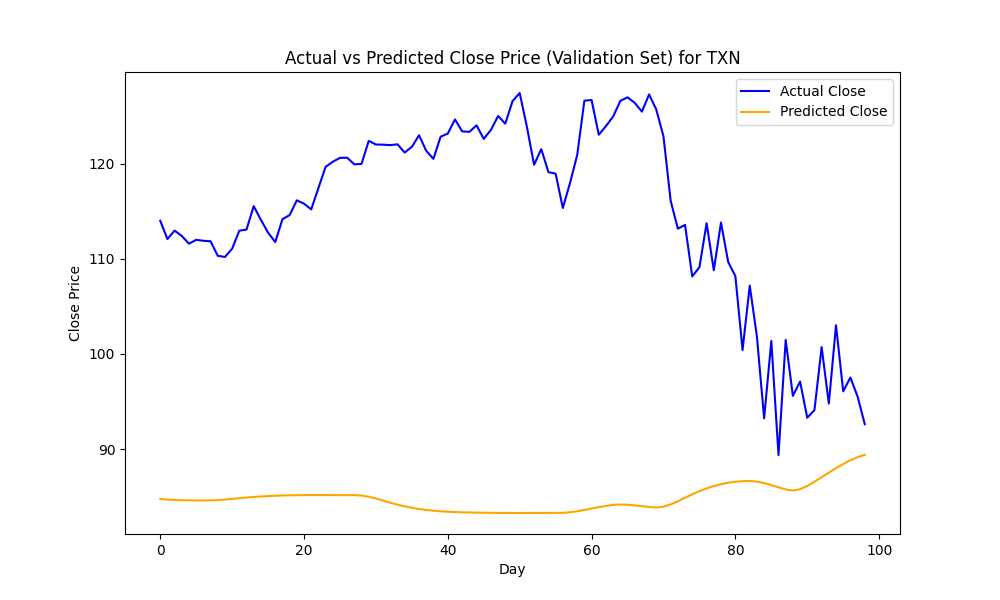 Actual vs Predicted Close Price (Validation Set) for TXN
Actual Close
Predicted Close
Close Price
120
110
100
90
0 20 40 60 80 100
Day